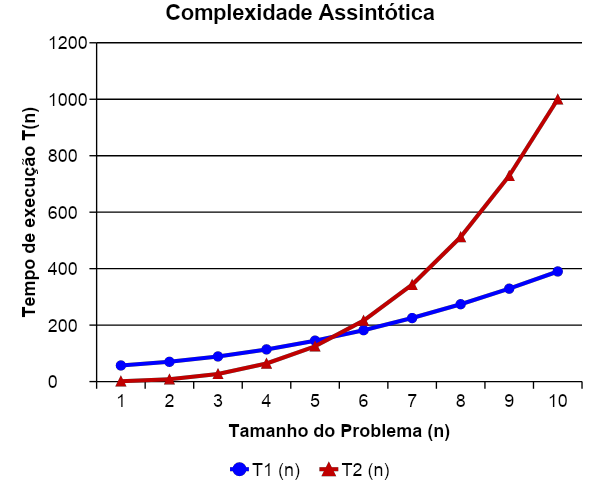 Complexidade Assintótica
1200
1000
800
600
400
200
0
Tempo de execução T(n)
1 2 3 4 5 6 7 8 9 10
Tamanho do Problema (n)
T1 (n) T2 (n)